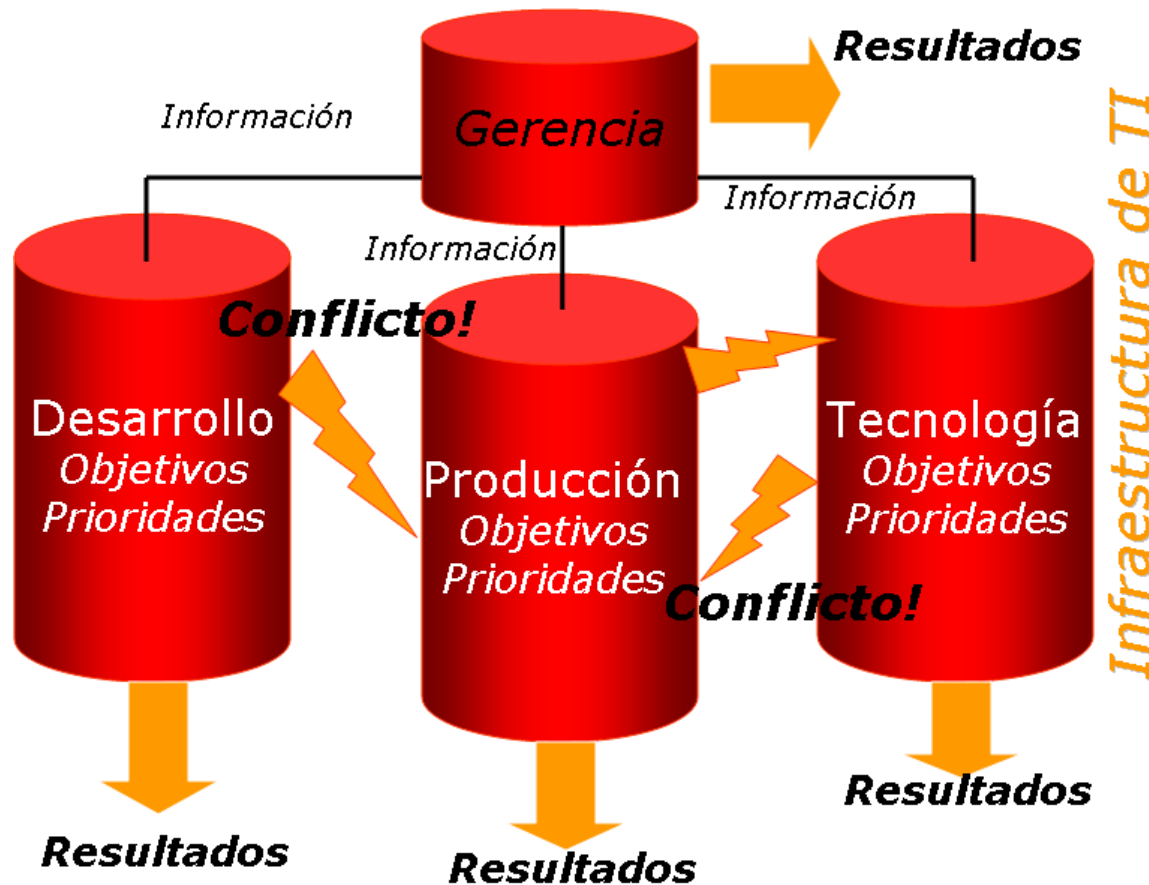 Resultados
Información
Gerencia
Información
Información
Conflicto!
Desarrollo
Objetivos
Prioridades
Producción
Objetivos
Prioridades
Tecnología
Objetivos
Prioridades
Conflicto!
Resultados
Resultados
Resultados
Infraestructura de TI